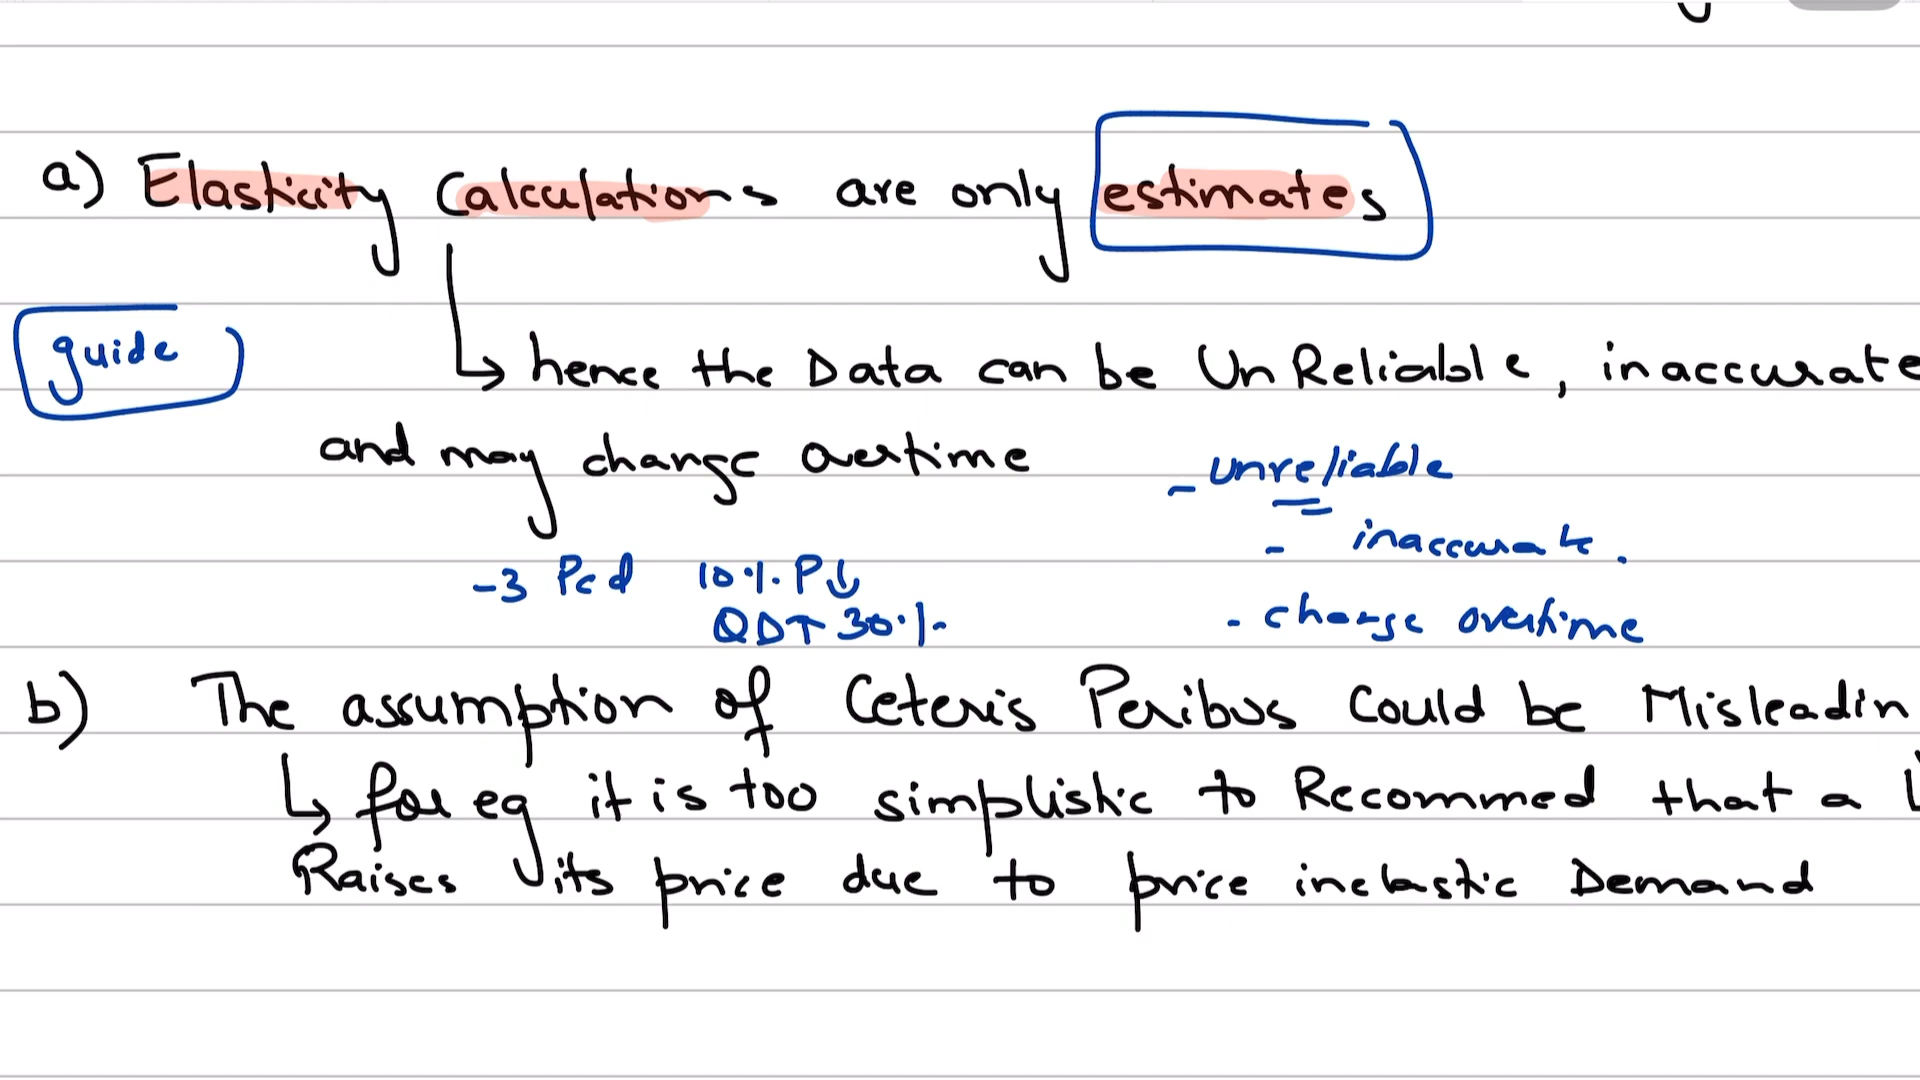 a) Elasticity Calculations are only estimates
guide
↳ hence the Data can be UnReliable, inaccurate
and may change overtime
- unreliable
- inaccurate.
-3 Ped 10% P↓
QD↑ 30%
- change overtime
b) The assumption of Ceteris Peribus Could be Misleadin
↳ for eg it is too simplistic to Recommed that a
Raises its price due to price inelastic Demand